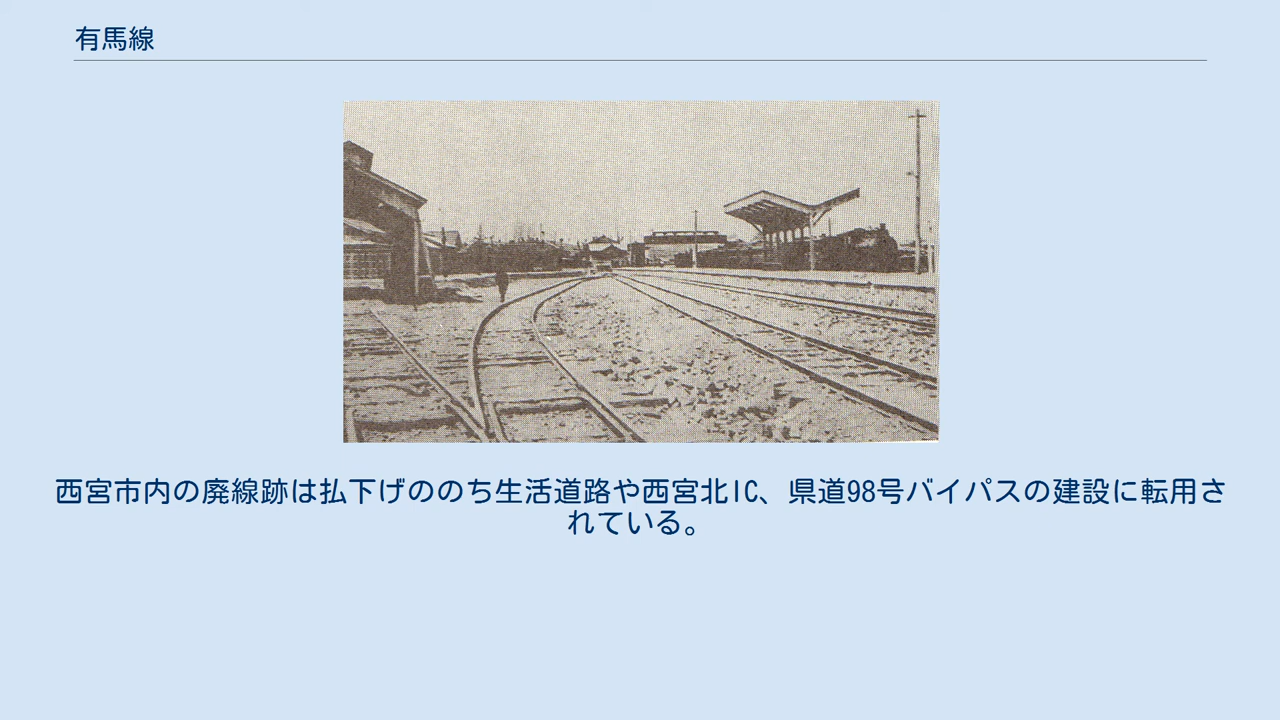 有馬線
西宮市内の廃線跡は払下げののち生活道路や西宮北IC、県道98号バイパスの建設に転用さ
れている。